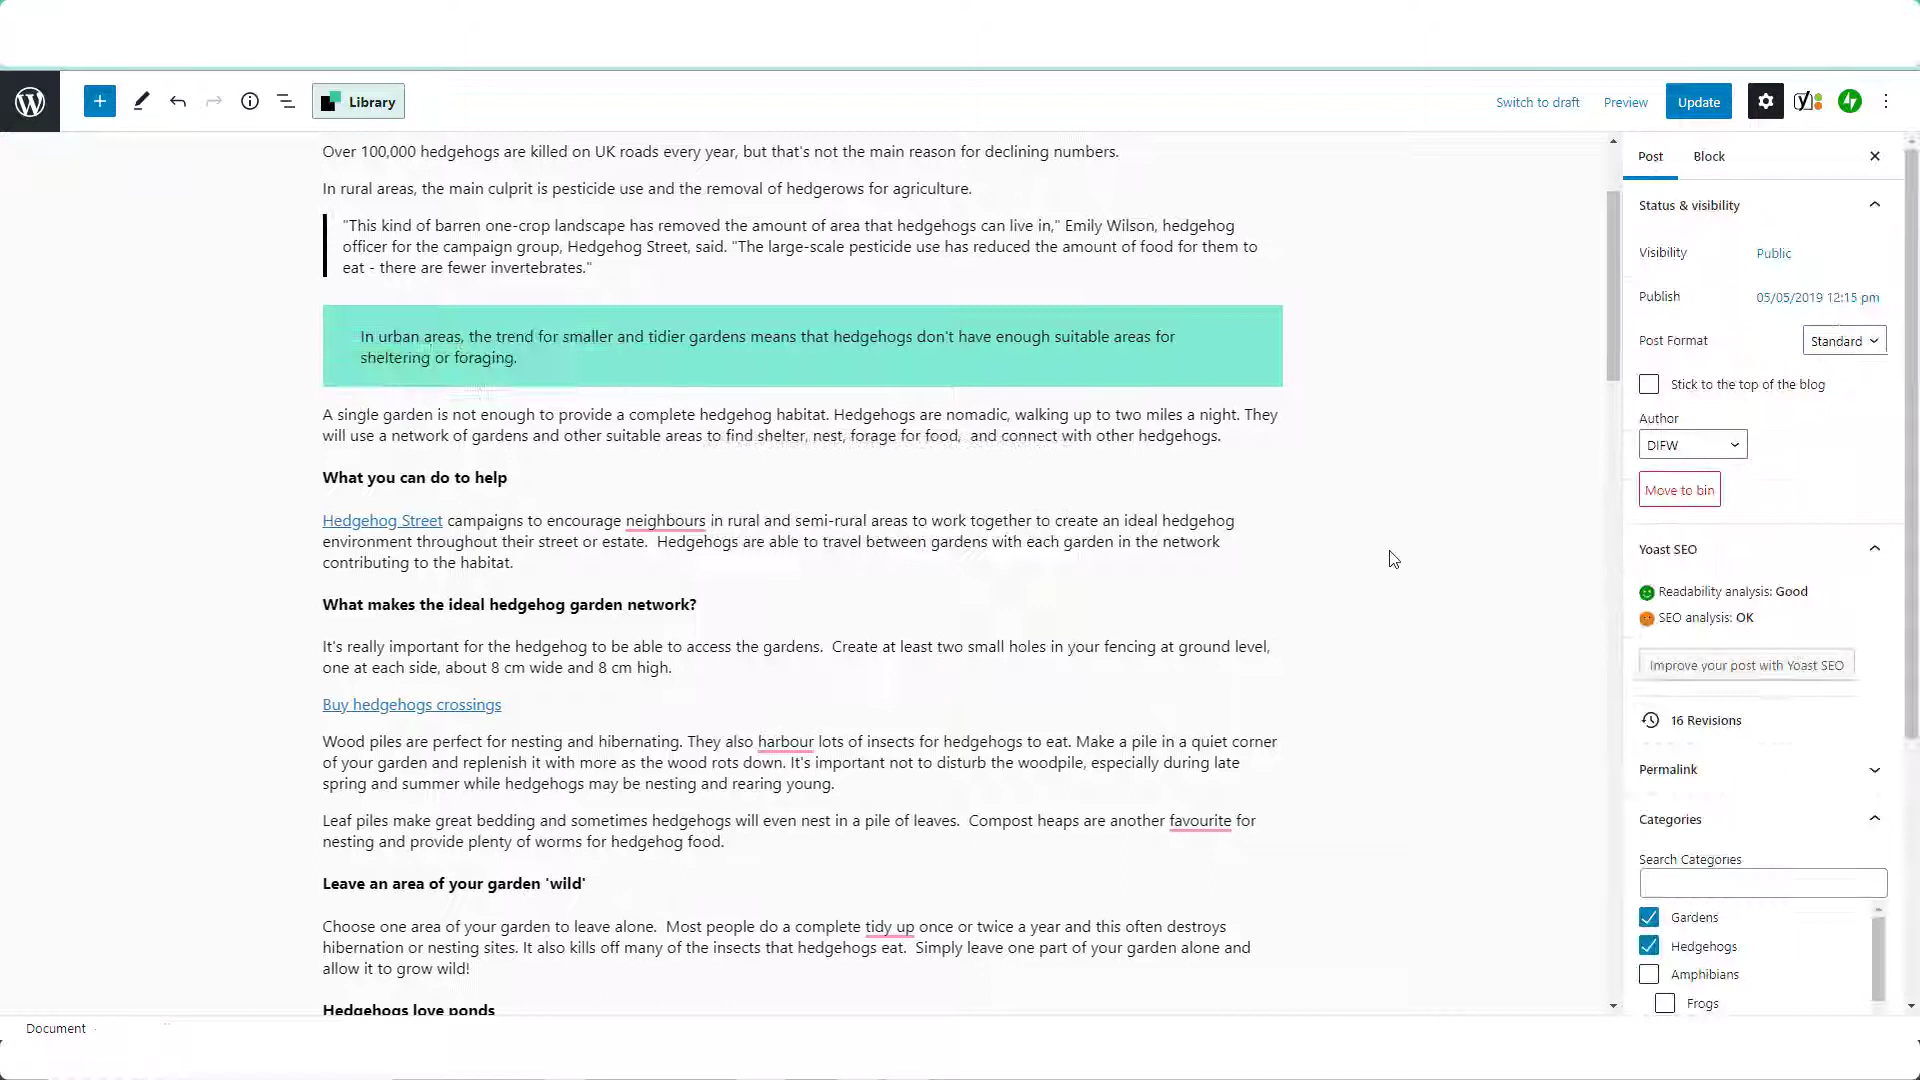 Library
Switch to draft
Preview
Update
Over 100,000 hedgehogs are killed on UK roads every year, but that's not the main reason for declining numbers.
In rural areas, the main culprit is pesticide use and the removal of hedgerows for agriculture.
"This kind of barren one-crop landscape has removed the amount of area that hedgehogs can live in," Emily Wilson, hedgehog
officer for the campaign group, Hedgehog Street, said. "The large-scale pesticide use has reduced the amount of food for them to
eat - there are fewer invertebrates."
In urban areas, the trend for smaller and tidier gardens means that hedgehogs don't have enough suitable areas for
sheltering or foraging.
A single garden is not enough to provide a complete hedgehog habitat. Hedgehogs are nomadic, walking up to two miles a night. They
will use a network of gardens and other suitable areas to find shelter, nest, forage for food,  and connect with other hedgehogs.
What you can do to help
Hedgehog Street campaigns to encourage neighbours in rural and semi-rural areas to work together to create an ideal hedgehog
environment throughout their street or estate.  Hedgehogs are able to travel between gardens with each garden in the network
contributing to the habitat.
What makes the ideal hedgehog garden network?
It's really important for the hedgehog to be able to access the gardens.  Create at least two small holes in your fencing at ground level,
one at each side, about 8 cm wide and 8 cm high.
Buy hedgehogs crossings
Wood piles are perfect for nesting and hibernating. They also harbour lots of insects for hedgehogs to eat. Make a pile in a quiet corner
of your garden and replenish it with more as the wood rots down. It's important not to disturb the woodpile, especially during late
spring and summer while hedgehogs may be nesting and rearing young.
Leaf piles make great bedding and sometimes hedgehogs will even nest in a pile of leaves.  Compost heaps are another favourite for
nesting and provide plenty of worms for hedgehog food.
Leave an area of your garden 'wild'
Choose one area of your garden to leave alone.  Most people do a complete tidy up once or twice a year and this often destroys
hibernation or nesting sites. It also kills off many of the insects that hedgehogs eat.  Simply leave one part of your garden alone and
allow it to grow wild!
Hedgehogs love ponds
Document
Post
Block
Status & visibility
Visibility
Public
Publish
05/05/2019 12:15 pm
Post Format
Standard
Stick to the top of the blog
Author
DIFW
Move to bin
Yoast SEO
Readability analysis: Good
SEO analysis: OK
Improve your post with Yoast SEO
16 Revisions
Permalink
Categories
Search Categories
Gardens
Hedgehogs
Amphibians
Frogs